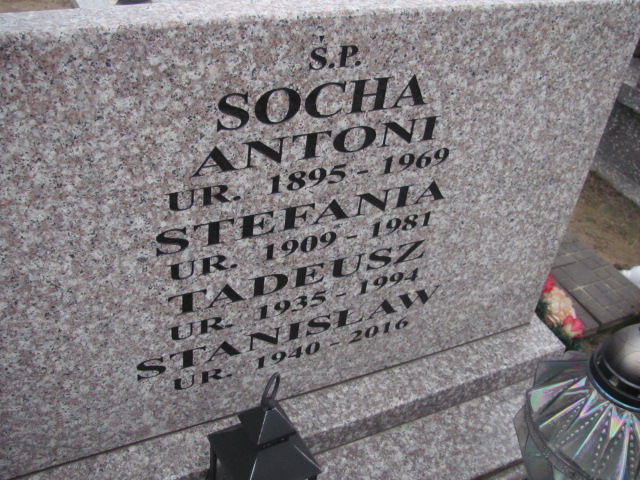 Ś.P.
SOCHA
ANTONI
UR. 1895 - 1969
STEFANIA
UR. 1909 - 1981
TADEUSZ
UR. 1935 - 1994
STANISŁAW
UR. 1940 - 2016